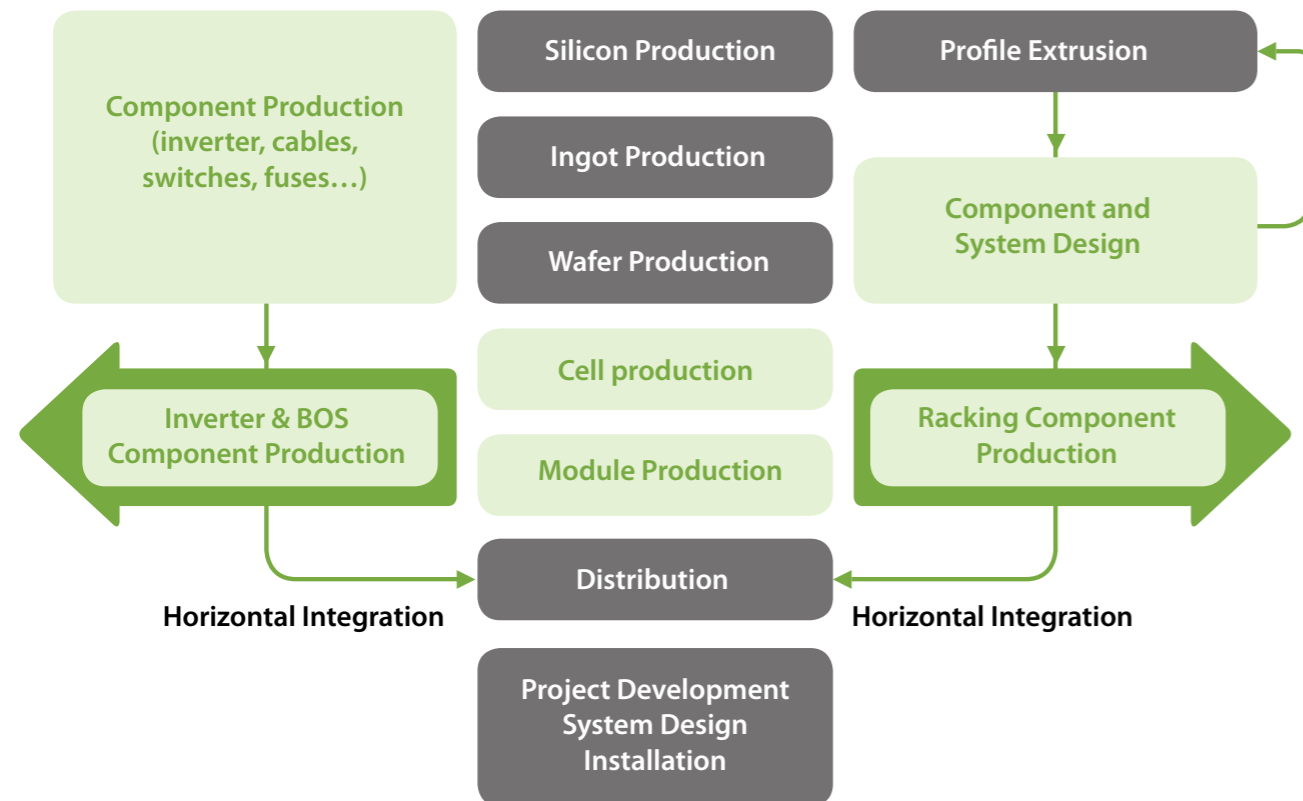 Component Production
(inverter, cables,
switches, fuses…)
Inverter & BOS
Component Production
Horizontal Integration
Silicon Production
Ingot Production
Wafer Production
Cell production
Module Production
Distribution
Project Development
System Design
Installation
Profile Extrusion
Component and
System Design
Racking Component
Production
Horizontal Integration